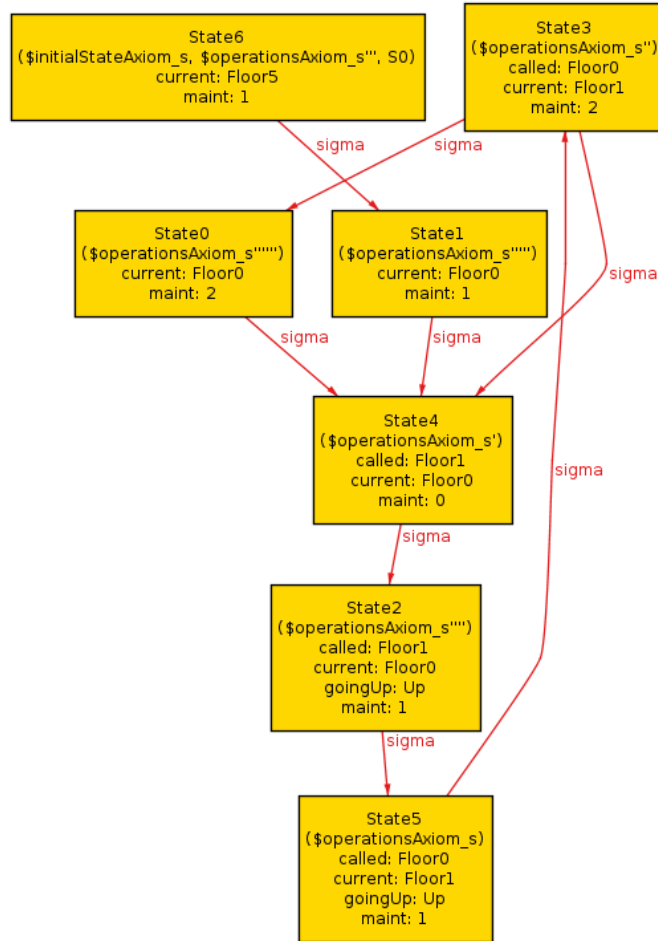 State6
($initialStateAxiom_s, $operationsAxiom_s''', S0)
current: Floor5
maint: 1
State3
($operationsAxiom_s'')
called: Floor0
current: Floor1
maint: 2
sigma
sigma
State0
($operationsAxiom_s'''''')
current: Floor0
maint: 2
State1
($operationsAxiom_s''''')
current: Floor0
maint: 1
sigma
sigma
sigma
State4
($operationsAxiom_s')
called: Floor1
current: Floor0
maint: 0
sigma
sigma
State2
($operationsAxiom_s'''')
called: Floor1
current: Floor0
goingUp: Up
maint: 1
sigma
State5
($operationsAxiom_s)
called: Floor0
current: Floor1
goingUp: Up
maint: 1